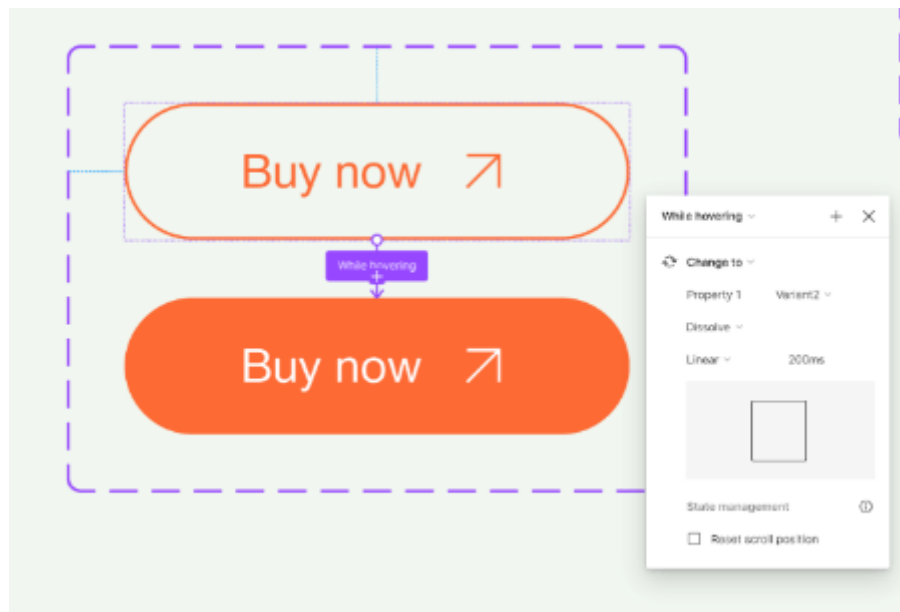 Buy now
While hovering
Buy now
While hovering
Change to
Property 1 Variant2
Dissolve
Linear 200ms
State management
Reset scroll position